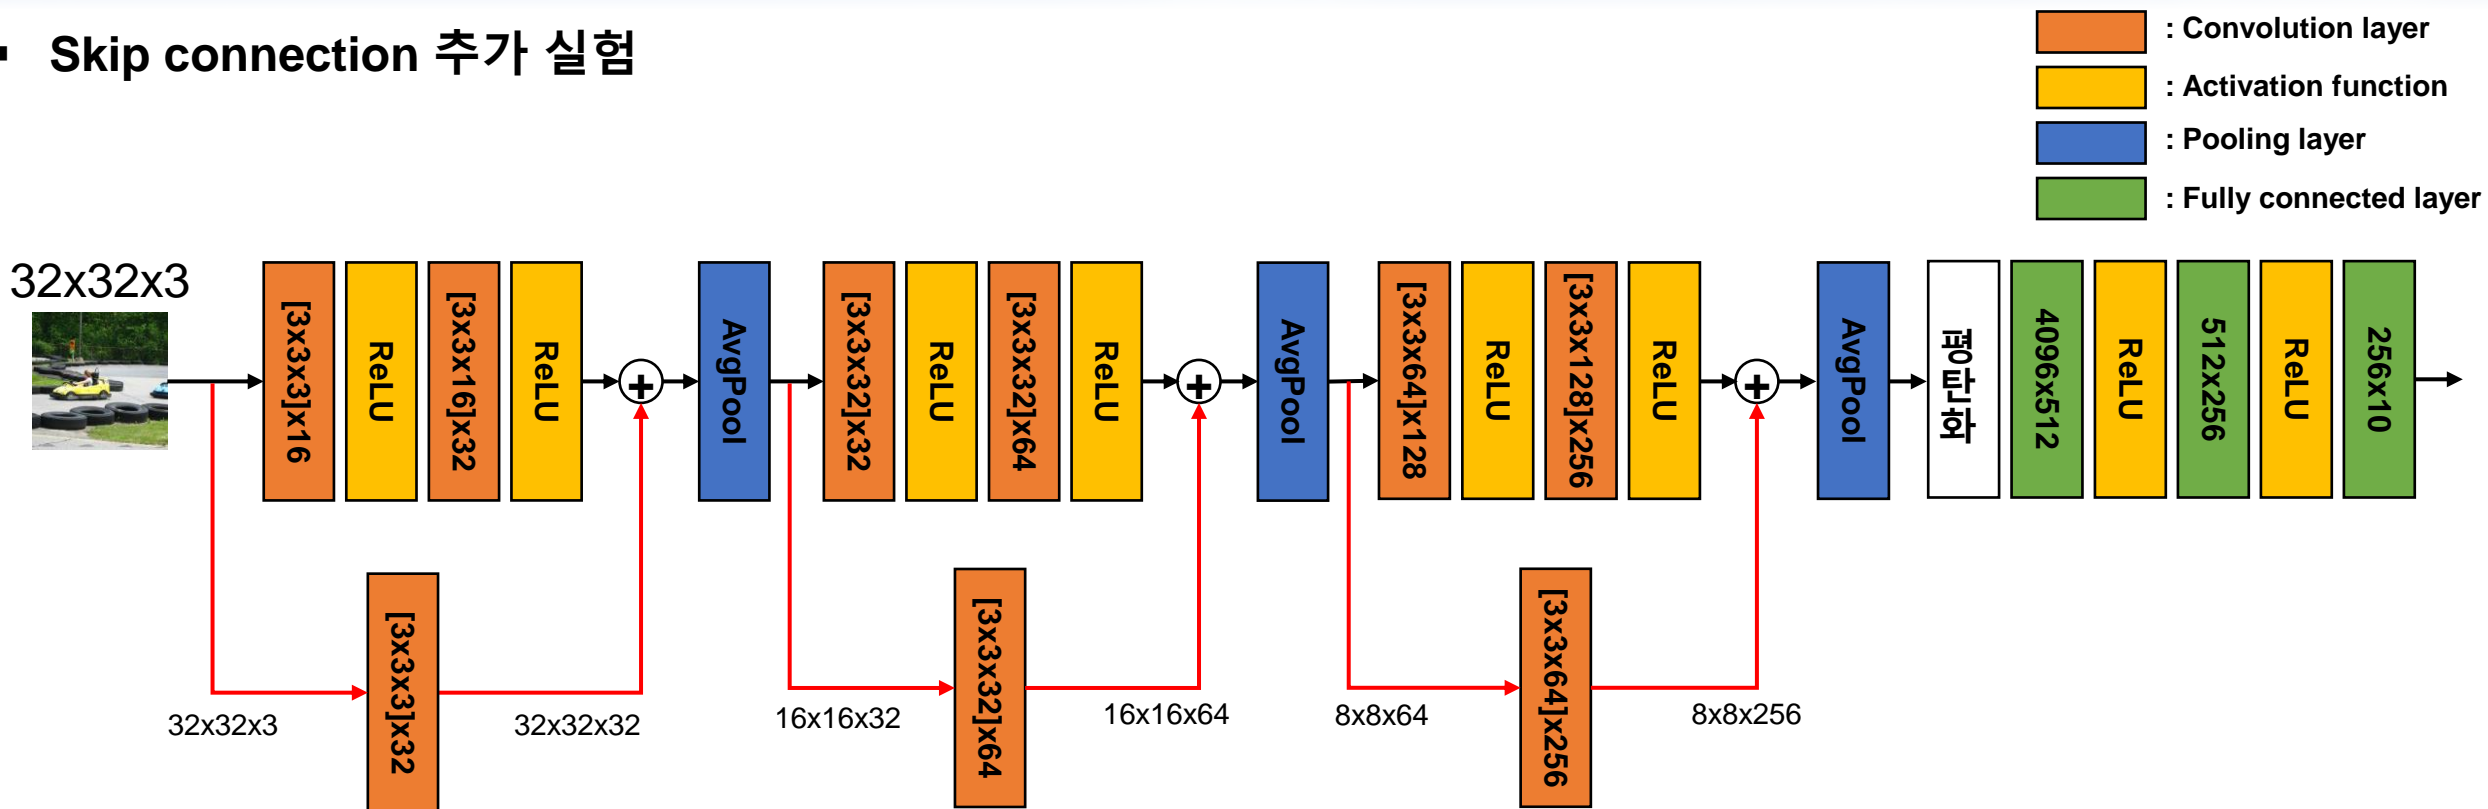 ▪ Skip connection 추가 실험
: Convolution layer
: Activation function
: Pooling layer
: Fully connected layer
32x32x3
[3x3x3]x16
ReLU
[3x3x16]x32
ReLU
+
AvgPool
[3x3x32]x32
ReLU
[3x3x32]x64
ReLU
+
AvgPool
[3x3x64]x128
ReLU
[3x3x128]x256
ReLU
+
AvgPool
평탄화
4096x512
ReLU
512x256
ReLU
256x10
32x32x3
[3x3x3]x32
32x32x32
16x16x32
[3x3x32]x64
16x16x64
8x8x64
[3x3x64]x256
8x8x256